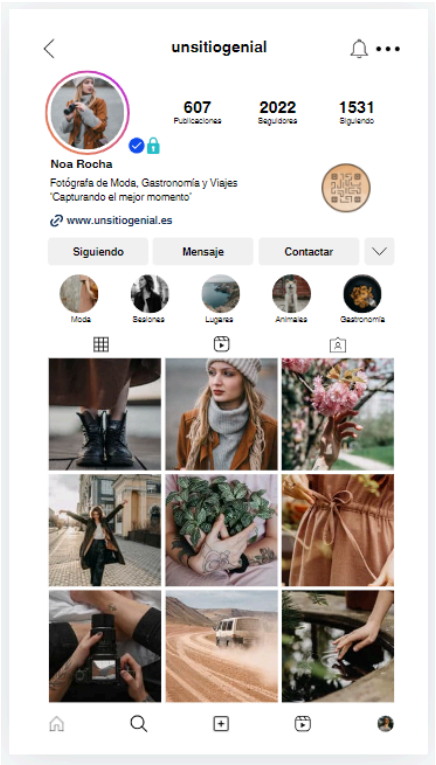 unsitiogenial
607 2022 1531
Publicaciones Seguidores Siguiendo
Noa Rocha
Fotógrafa de Moda, Gastronomía y Viajes
'Capturando el mejor momento'
www.unsitiogenial.es
Siguiendo Mensaje Contactar
Moda Sesiones Lugares Animales Gastronomía